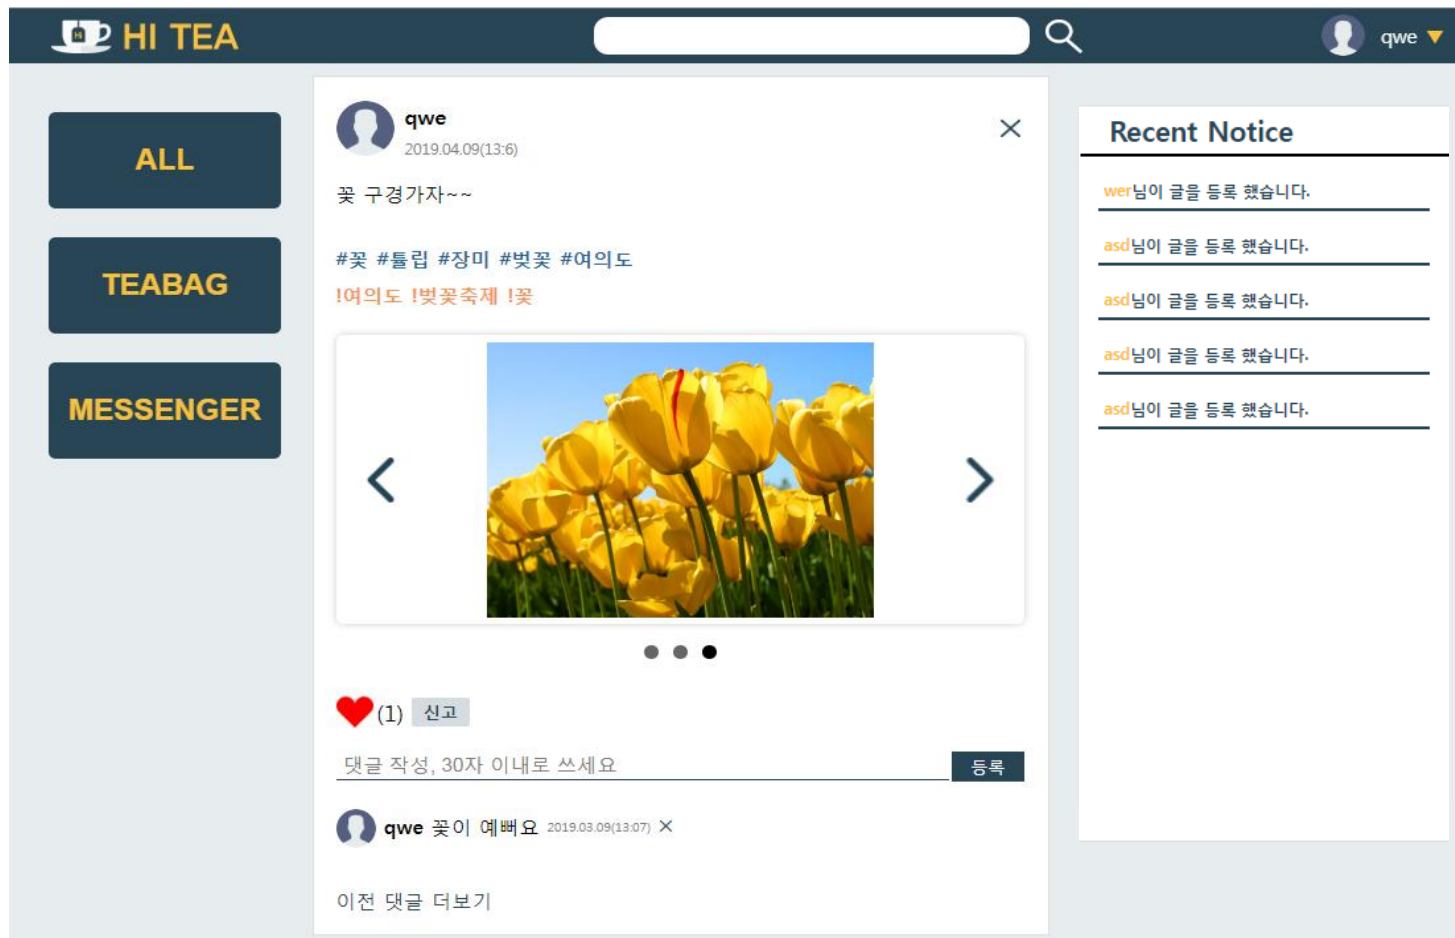 HI TEA
qwe
ALL
TEABAG
MESSENGER
qwe
2019.04.09(13:6)
꽃 구경가자~~
#꽃 #튤립 #장미 #벚꽃 #여의도
!여의도 !벚꽃축제 !꽃
(1) 신고
댓글 작성, 30자 이내로 쓰세요
등록
qwe 꽃이 예뻐요 2019.03.09(13:07)
이전 댓글 더보기
Recent Notice
wer님이 글을 등록 했습니다.
asd님이 글을 등록 했습니다.
asd님이 글을 등록 했습니다.
asd님이 글을 등록 했습니다.
asd님이 글을 등록 했습니다.